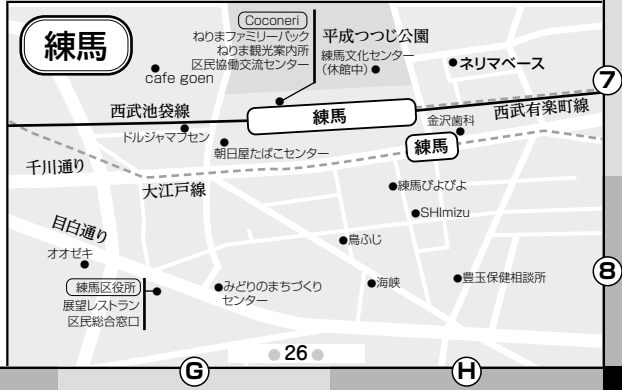 練馬
Coconeri
ねりまファミリーパック
ねりま観光案内所
区民協働交流センター
平成つつじ公園
練馬文化センター
(休館中)
ネリマベース
cafe goen
⑦
西武池袋線
練馬
西武有楽町線
金沢歯科
ドルジャマフセン
朝日屋たばこセンター
練馬
千川通り
大江戸線
練馬ぴよぴよ
SHImizu
目白通り
鳥ふじ
オオゼキ
練馬区役所
展望レストラン
区民総合窓口
みどりのまちづくり
センター
海峡
豊玉保健相談所
⑧
26
Ⓖ
Ⓗ